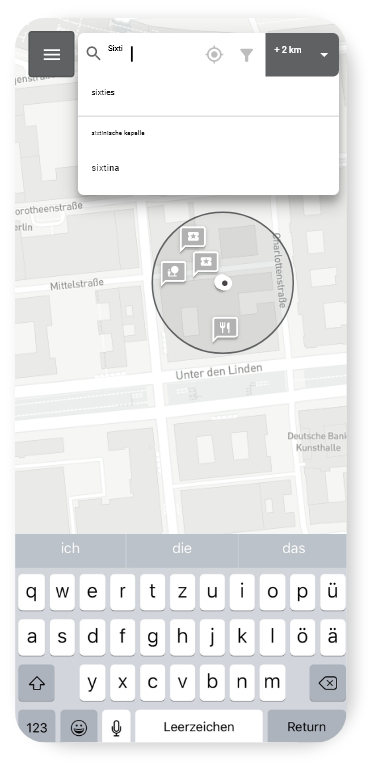 Sixti
+ 2 km
sixties
sixtinische kapelle
sixtina
orotheenstraße
erlin
Mittelstraße
Charlottenstraße
Unter den Linden
Deutsche Bank
Kunsthalle
ich die das
q w e r t z u i o p ü
a s d f g h j k l ö ä
y x c v b n m
123 Leerzeichen Return